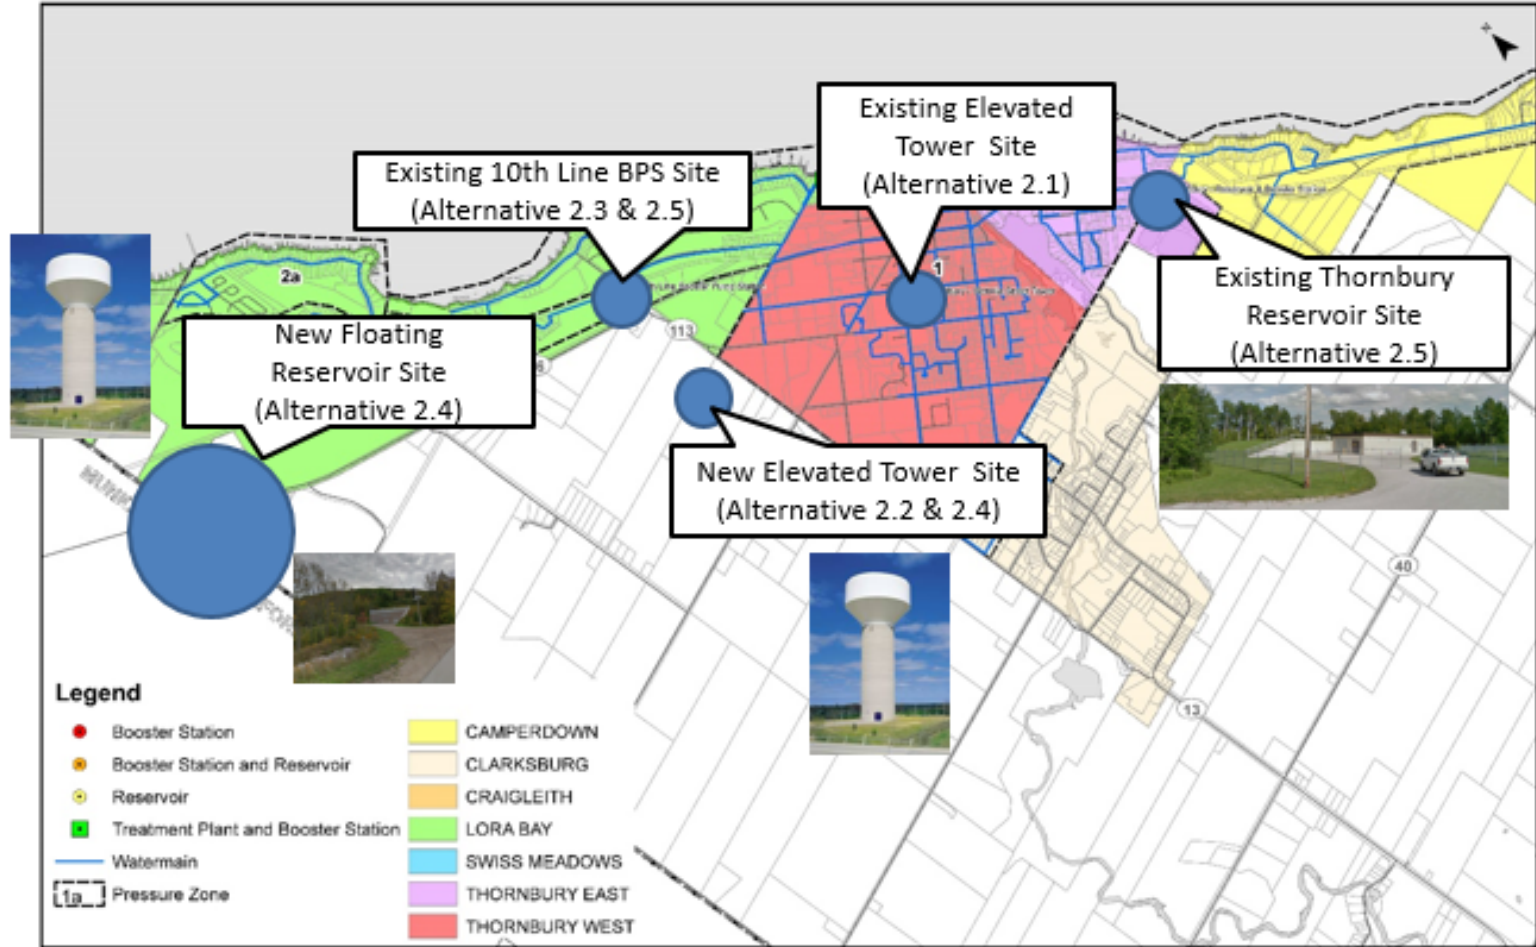 Existing Elevated
Tower Site
(Alternative 2.1)
Existing 10th Line BPS Site
(Alternative 2.3 & 2.5)
2a
1
Existing Thornbury
Reservoir Site
(Alternative 2.5)
New Floating
Reservoir Site
(Alternative 2.4)
113
New Elevated Tower Site
(Alternative 2.2 & 2.4)
40
13
Legend
Booster Station
Booster Station and Reservoir
Reservoir
Treatment Plant and Booster Station
Watermain
1a Pressure Zone
CAMPERDOWN
CLARKSBURG
CRAIGLEITH
LORA BAY
SWISS MEADOWS
THORNBURY EAST
THORNBURY WEST